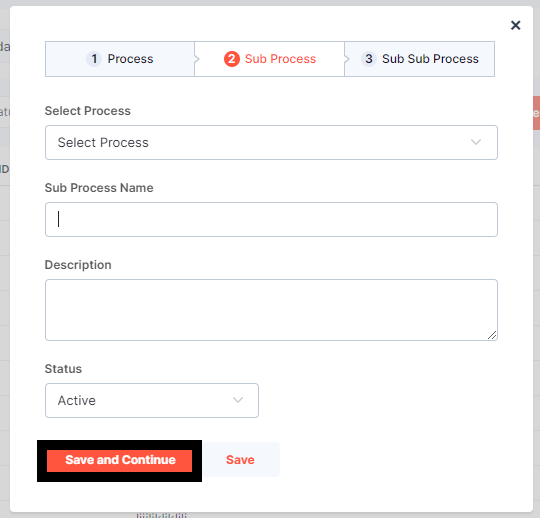 1 Process
2 Sub Process
3 Sub Sub Process
Select Process
Select Process
Sub Process Name
Description
Status
Active
Save and Continue
Save